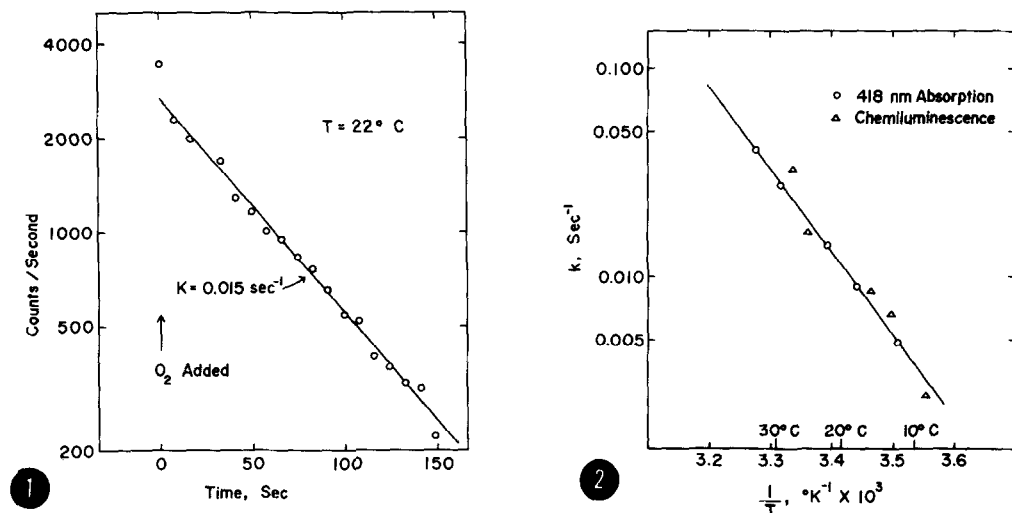 4000
2000
1000
500
200
Counts/Second
T = 22° C
K = 0.015 sec⁻¹
O₂ Added
0
50
100
150
Time, Sec
1
0.100
0.050
0.010
0.005
k, Sec⁻¹
○ 418 nm Absorption
△ Chemiluminescence
30°C 20°C 10°C
3.2 3.3 3.4 3.5 3.6
1/T, °K⁻¹ X 10³
2